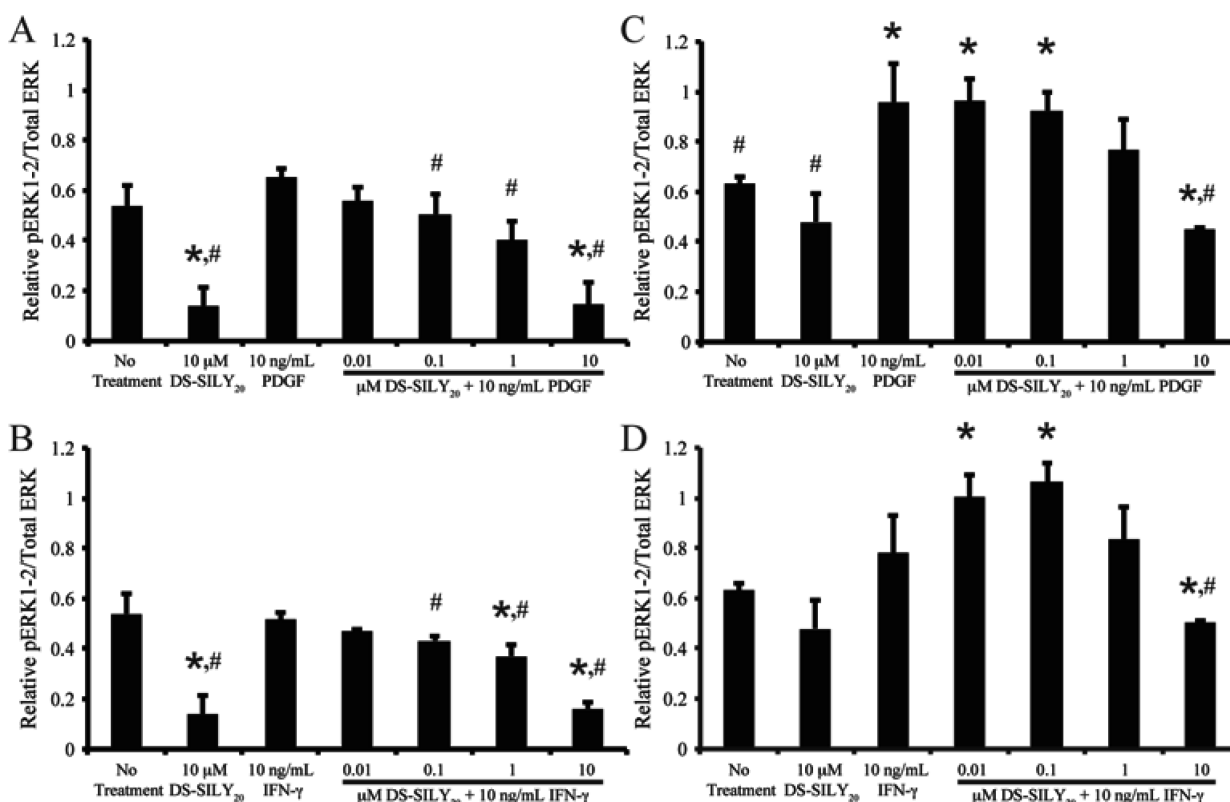 A
Relative pERK1-2/Total ERK
1.2
1
0.8
0.6
0.4
0.2
0
*,#
#
#
*,#
No Treatment
10 µM DS-SILY20
10 ng/mL PDGF
0.01
0.1
1
10
µM DS-SILY20 + 10 ng/mL PDGF
C
Relative pERK1-2/Total ERK
1.2
1
0.8
0.6
0.4
0.2
0
#
#
*
*
*
*,#
No Treatment
10 µM DS-SILY20
10 ng/mL PDGF
0.01
0.1
1
10
µM DS-SILY20 + 10 ng/mL PDGF
B
Relative pERK1-2/Total ERK
1.2
1
0.8
0.6
0.4
0.2
0
*,#
#
*,#
*,#
No Treatment
10 µM DS-SILY20
10 ng/mL IFN-γ
0.01
0.1
1
10
µM DS-SILY20 + 10 ng/mL IFN-γ
D
Relative pERK1-2/Total ERK
1.2
1
0.8
0.6
0.4
0.2
0
*
*
*,#
No Treatment
10 µM DS-SILY20
10 ng/mL IFN-γ
0.01
0.1
1
10
µM DS-SILY20 + 10 ng/mL IFN-γ